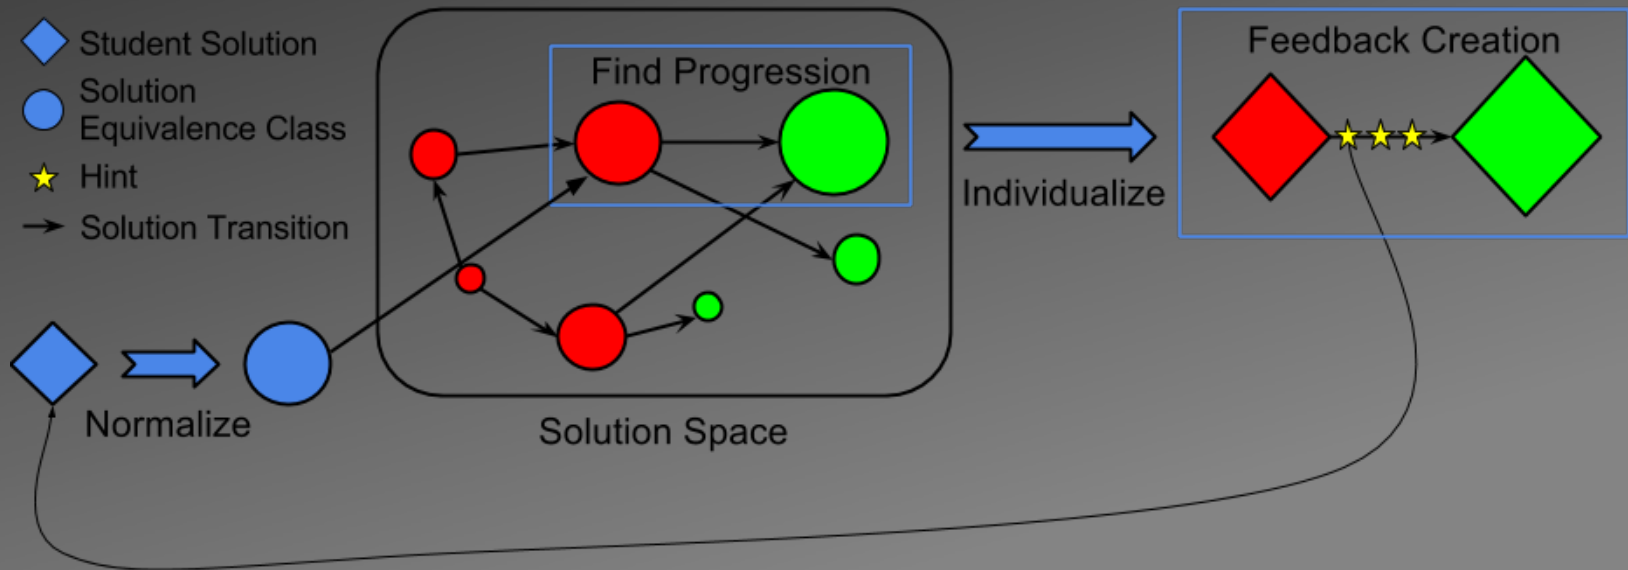 Student Solution
Solution
Equivalence Class
Hint
Solution Transition
Normalize
Find Progression
Solution Space
Individualize
Feedback Creation